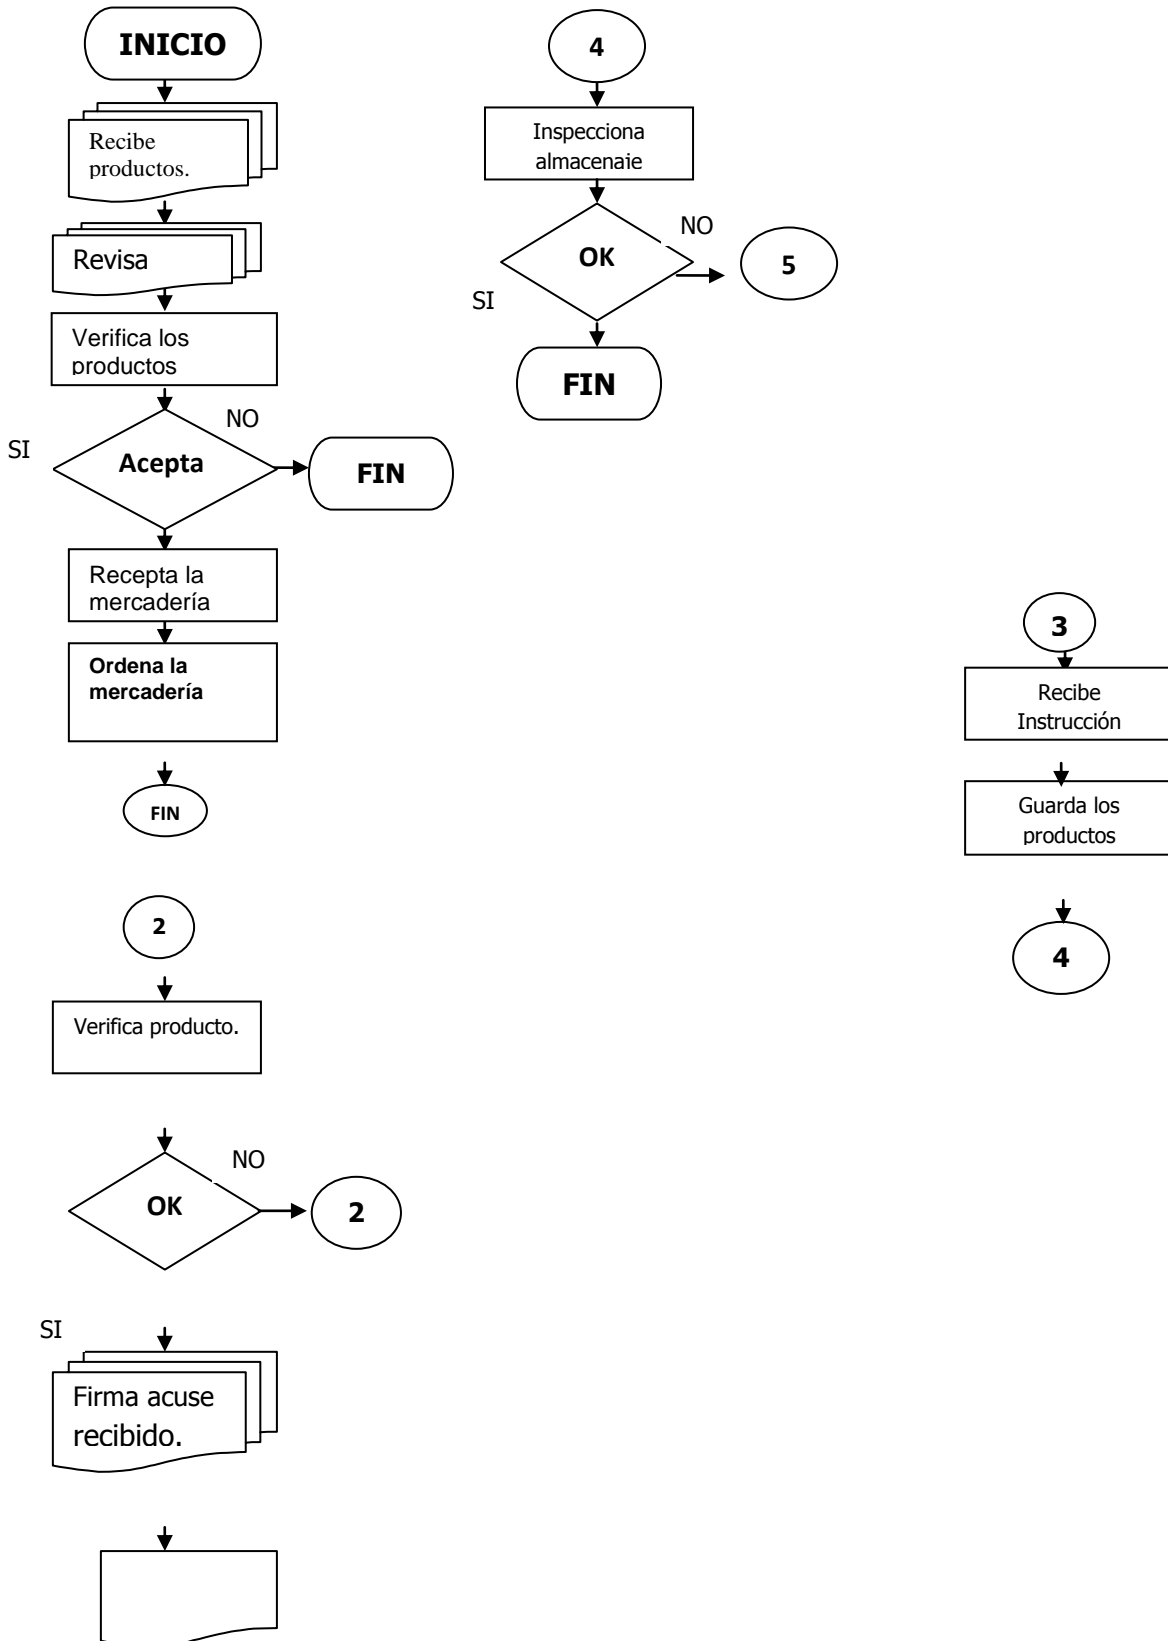 INICIO
Recibe
productos.
Revisa
Verifica los
productos
NO
SI
Acepta
FIN
Recepta la
mercadería
Ordena la
mercadería
FIN
2
Verifica producto.
NO
OK
2
SI
Firma acuse
recibido.
4
Inspecciona
almacenaje
NO
OK
5
SI
FIN
3
Recibe
Instrucción
Guarda los
productos
4